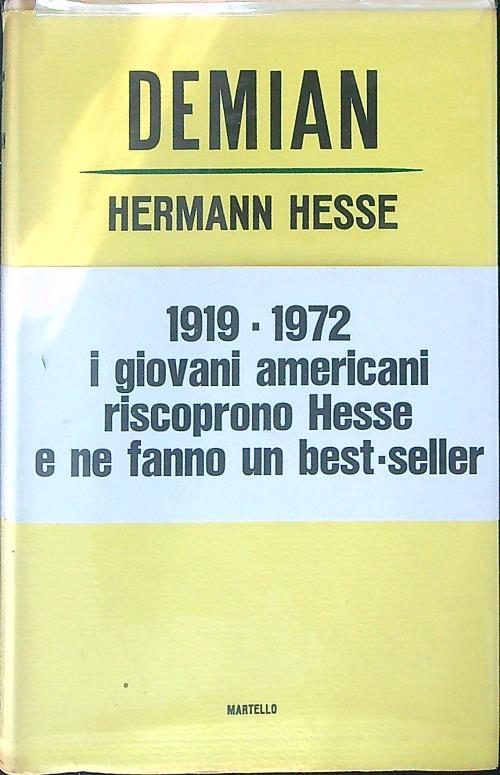 DEMIAN
HERMANN HESSE
1919 · 1972
i giovani americani
riscoprono Hesse
e ne fanno un best-seller
MARTELLO